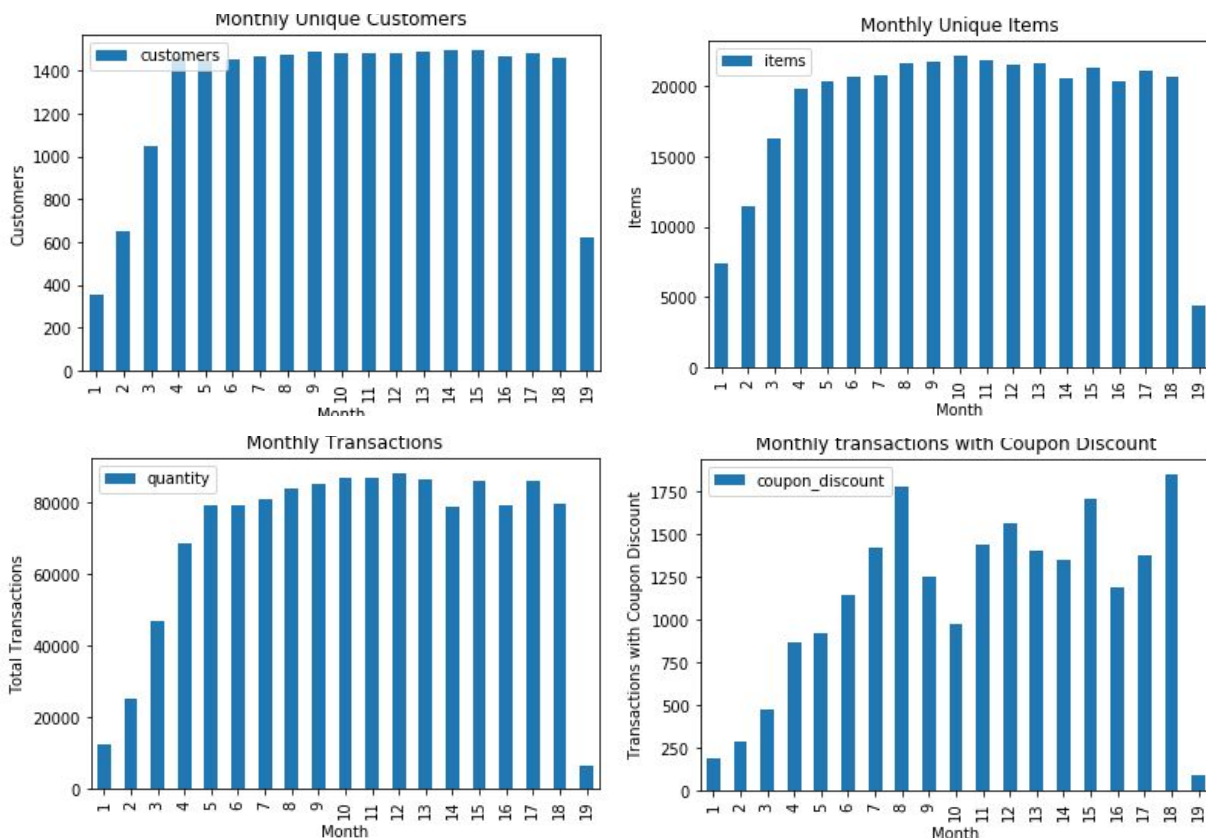 Monthly Unique Customers
customers
1400
1200
1000
800
600
400
200
0
Customers
1 2 3 4 5 6 7 8 9 10 11 12 13 14 15 16 17 18 19
Month
Monthly Unique Items
items
20000
15000
10000
5000
0
Items
1 2 3 4 5 6 7 8 9 10 11 12 13 14 15 16 17 18 19
Month
Monthly Transactions
quantity
80000
60000
40000
20000
0
Total Transactions
1 2 3 4 5 6 7 8 9 10 11 12 13 14 15 16 17 18 19
Month
Monthly transactions with Coupon Discount
coupon_discount
1750
1500
1250
1000
750
500
250
0
Transactions with Coupon Discount
1 2 3 4 5 6 7 8 9 10 11 12 13 14 15 16 17 18 19
Month